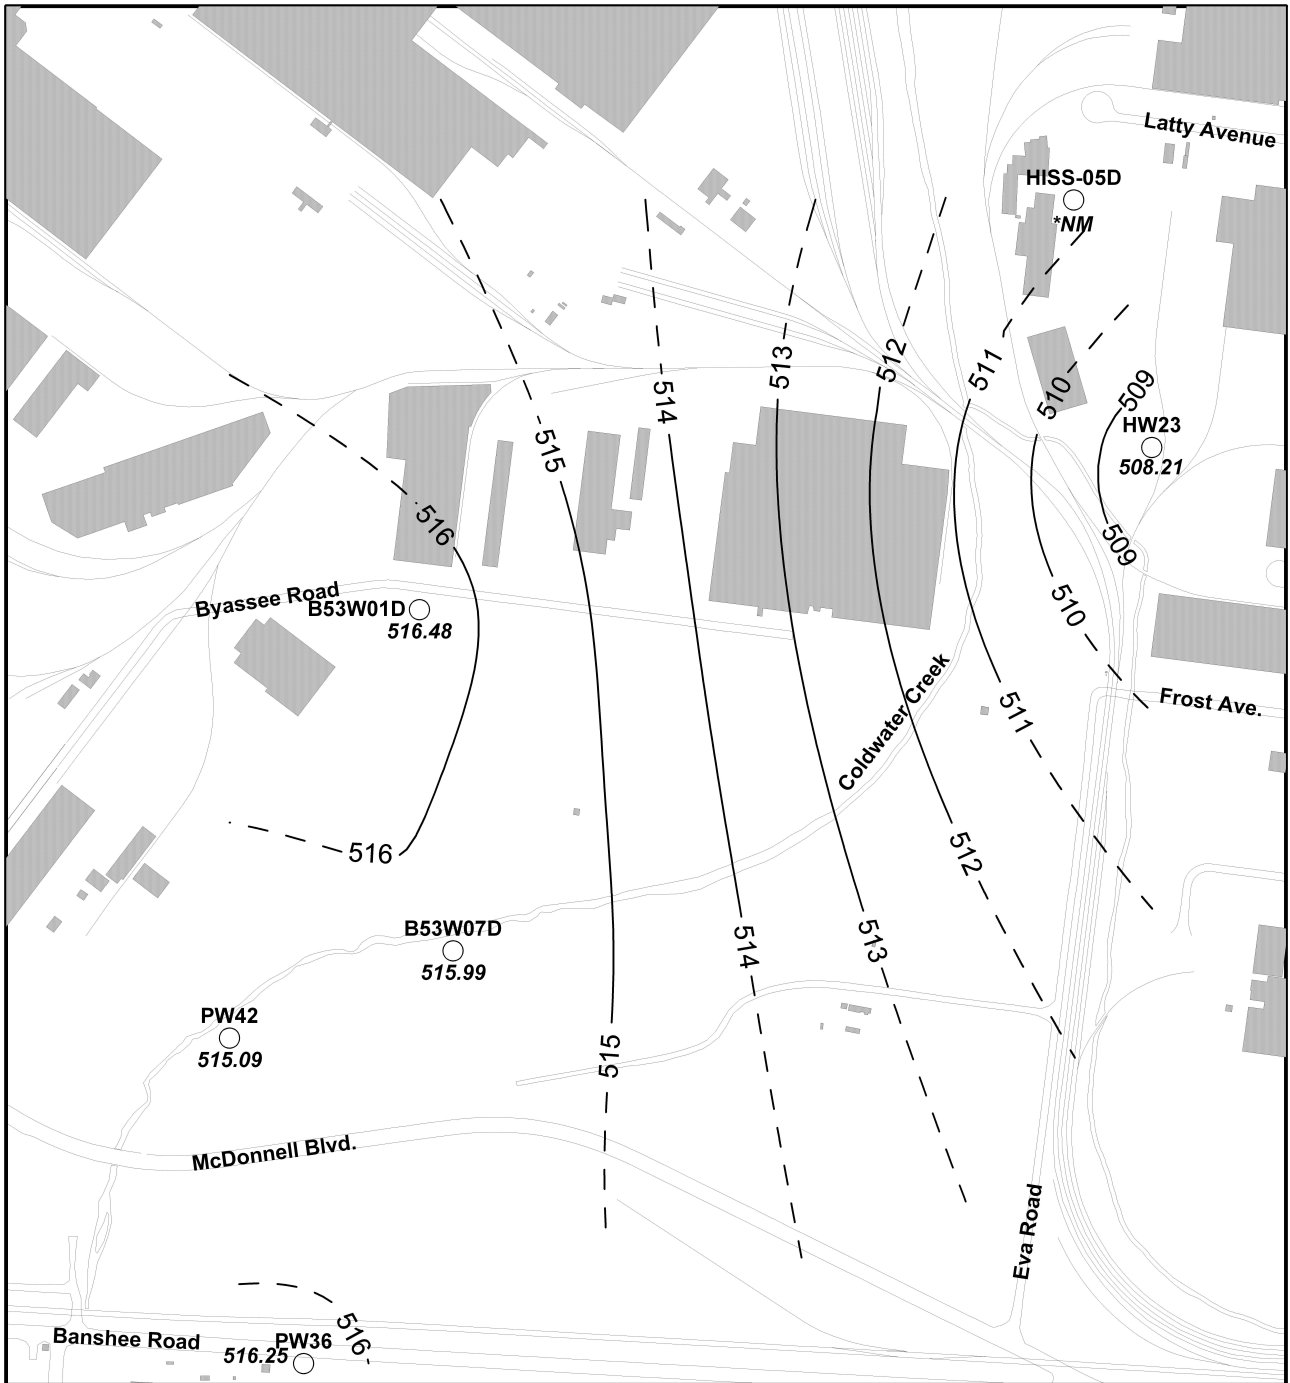 Latty Avenue
HISS-05D
*NM
513
512
511
510
509
514
515
HW23
508.21
516
509
Byassee Road
B53W01D
516.48
510
Coldwater Creek
Frost Ave.
511
516
512
B53W07D
515.99
514
513
PW42
515.09
515
McDonnell Blvd.
Eva Road
516
Banshee Road
PW36
516.25